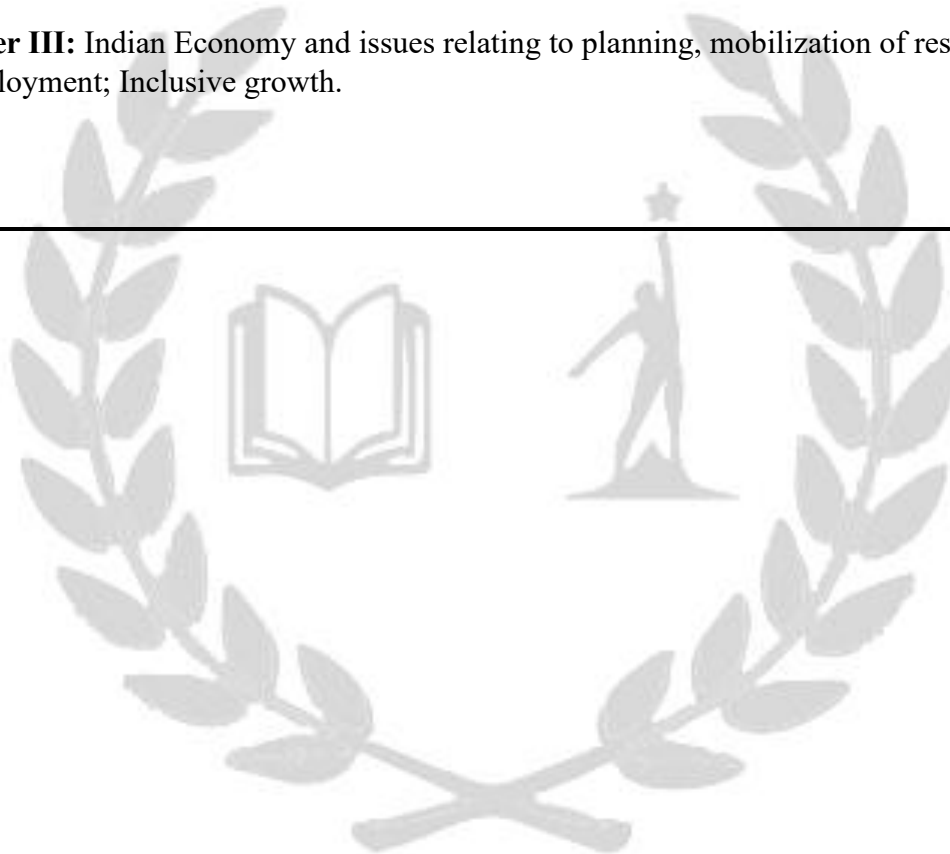 er III: Indian Economy and issues relating to planning, mobilization of res
loyment; Inclusive growth.